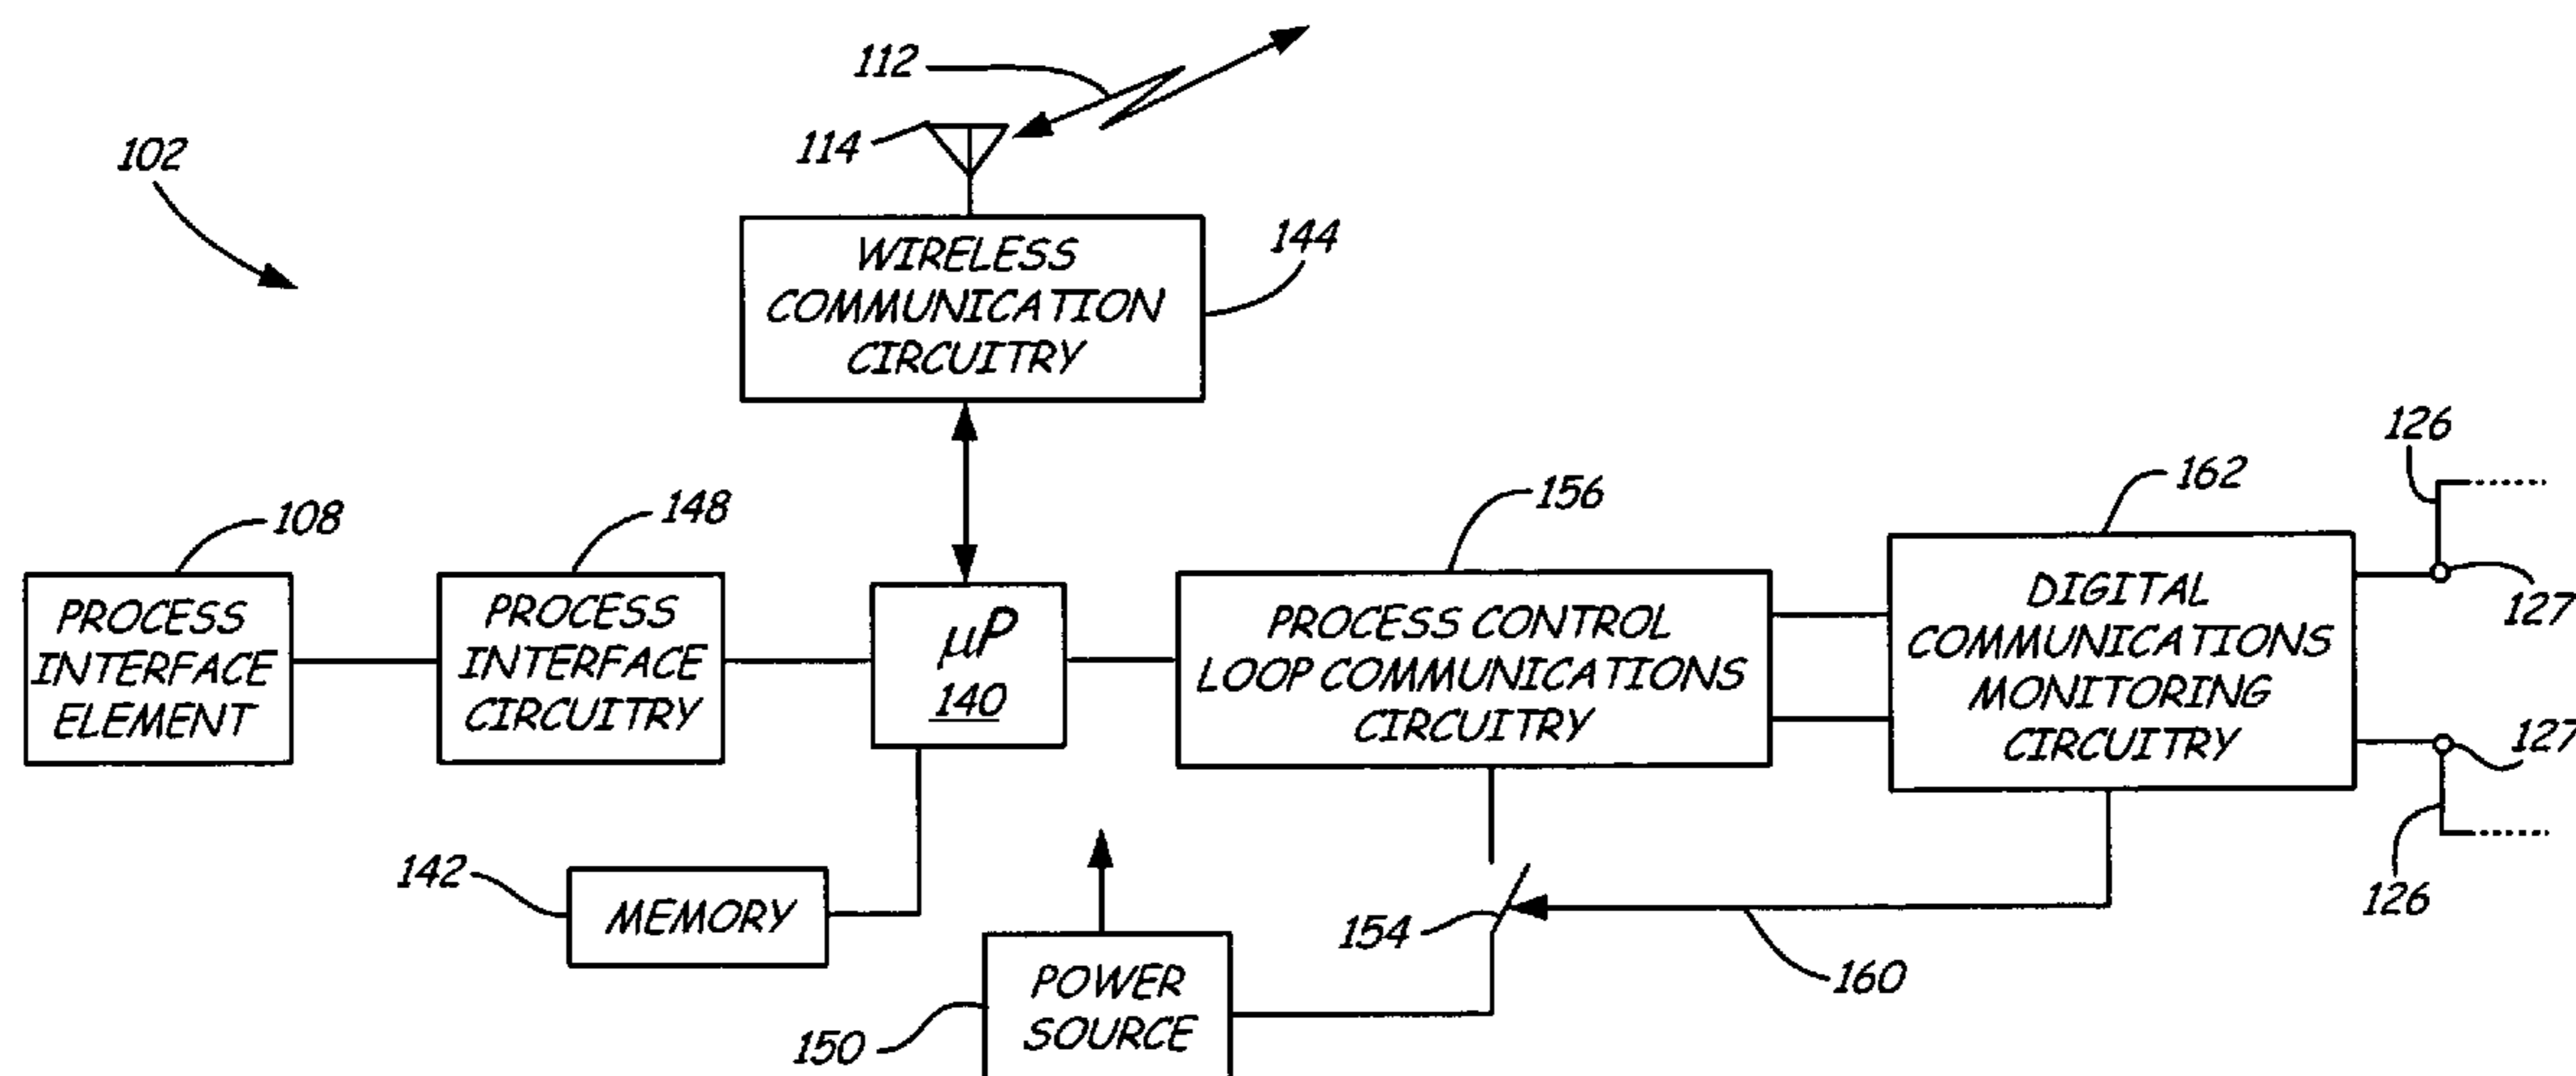 112
114
102
WIRELESS
COMMUNICATION
CIRCUITRY
144
126
162
156
148
108
127
PROCESS
INTERFACE
ELEMENT
PROCESS
INTERFACE
CIRCUITRY
µP
140
PROCESS CONTROL
LOOP COMMUNICATIONS
CIRCUITRY
DIGITAL
COMMUNICATIONS
MONITORING
CIRCUITRY
127
126
142
MEMORY
154
160
POWER
SOURCE
150